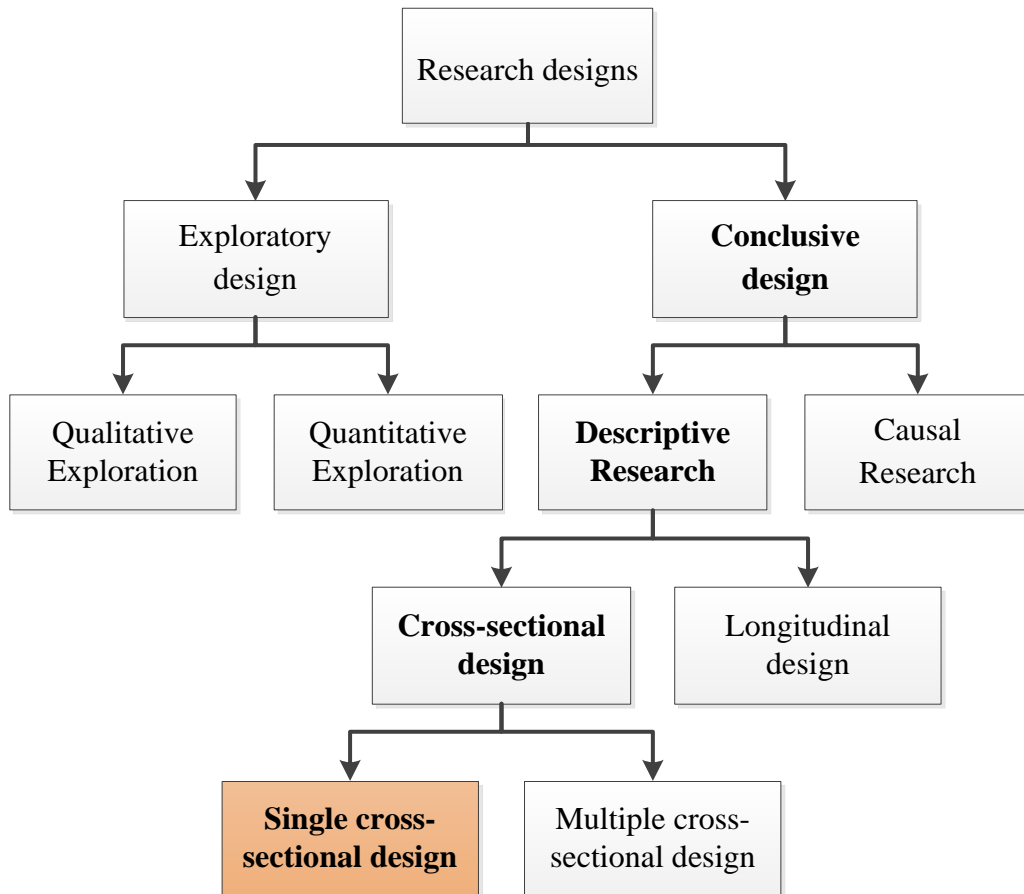 Research designs
Exploratory
design
Conclusive
design
Qualitative
Exploration
Quantitative
Exploration
Descriptive
Research
Causal
Research
Cross-sectional
design
Longitudinal
design
Single cross-
sectional design
Multiple cross-
sectional design